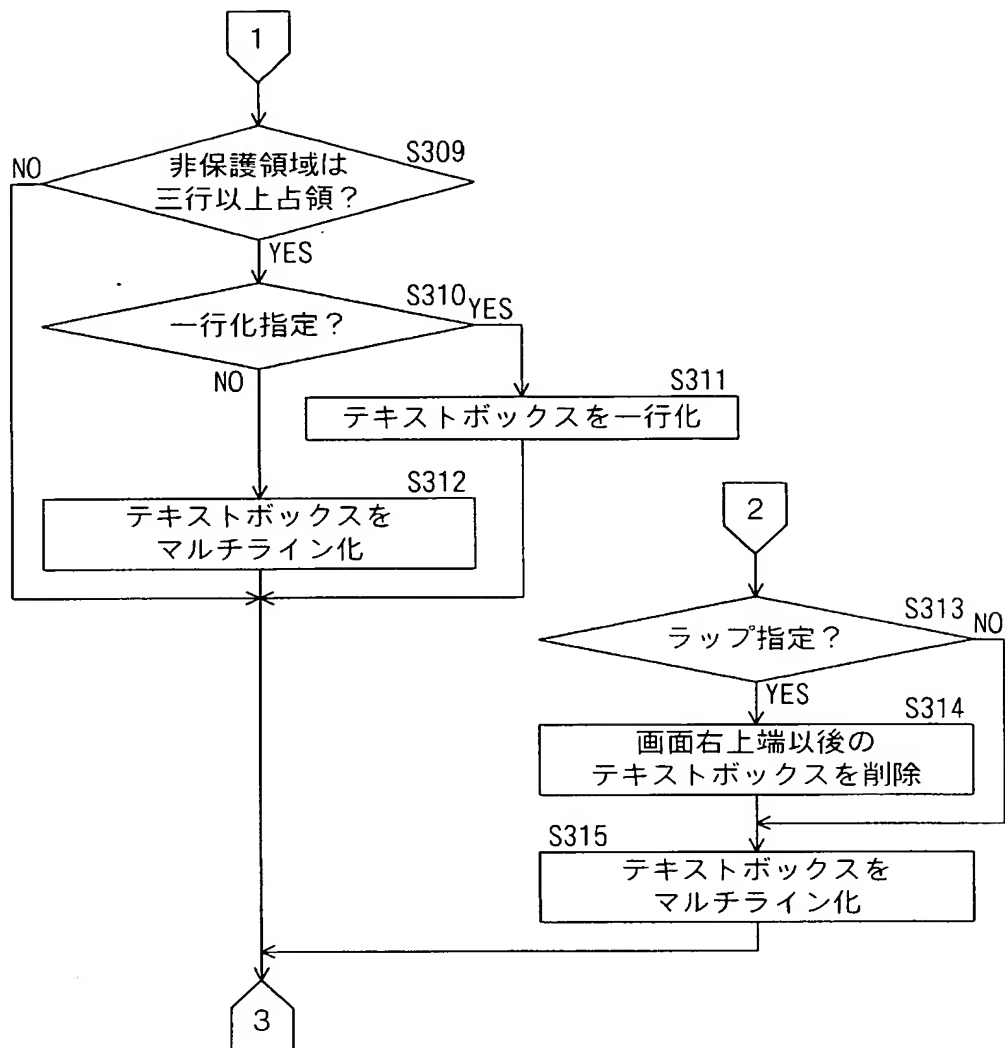 1
S309
NO
非保護領域は
三行以上占領？
YES
S310
YES
一行化指定？
NO
S311
テキストボックスを一行化
S312
テキストボックスを
マルチライン化
2
S313
NO
ラップ指定？
YES
S314
画面右上端以後の
テキストボックスを削除
S315
テキストボックスを
マルチライン化
3